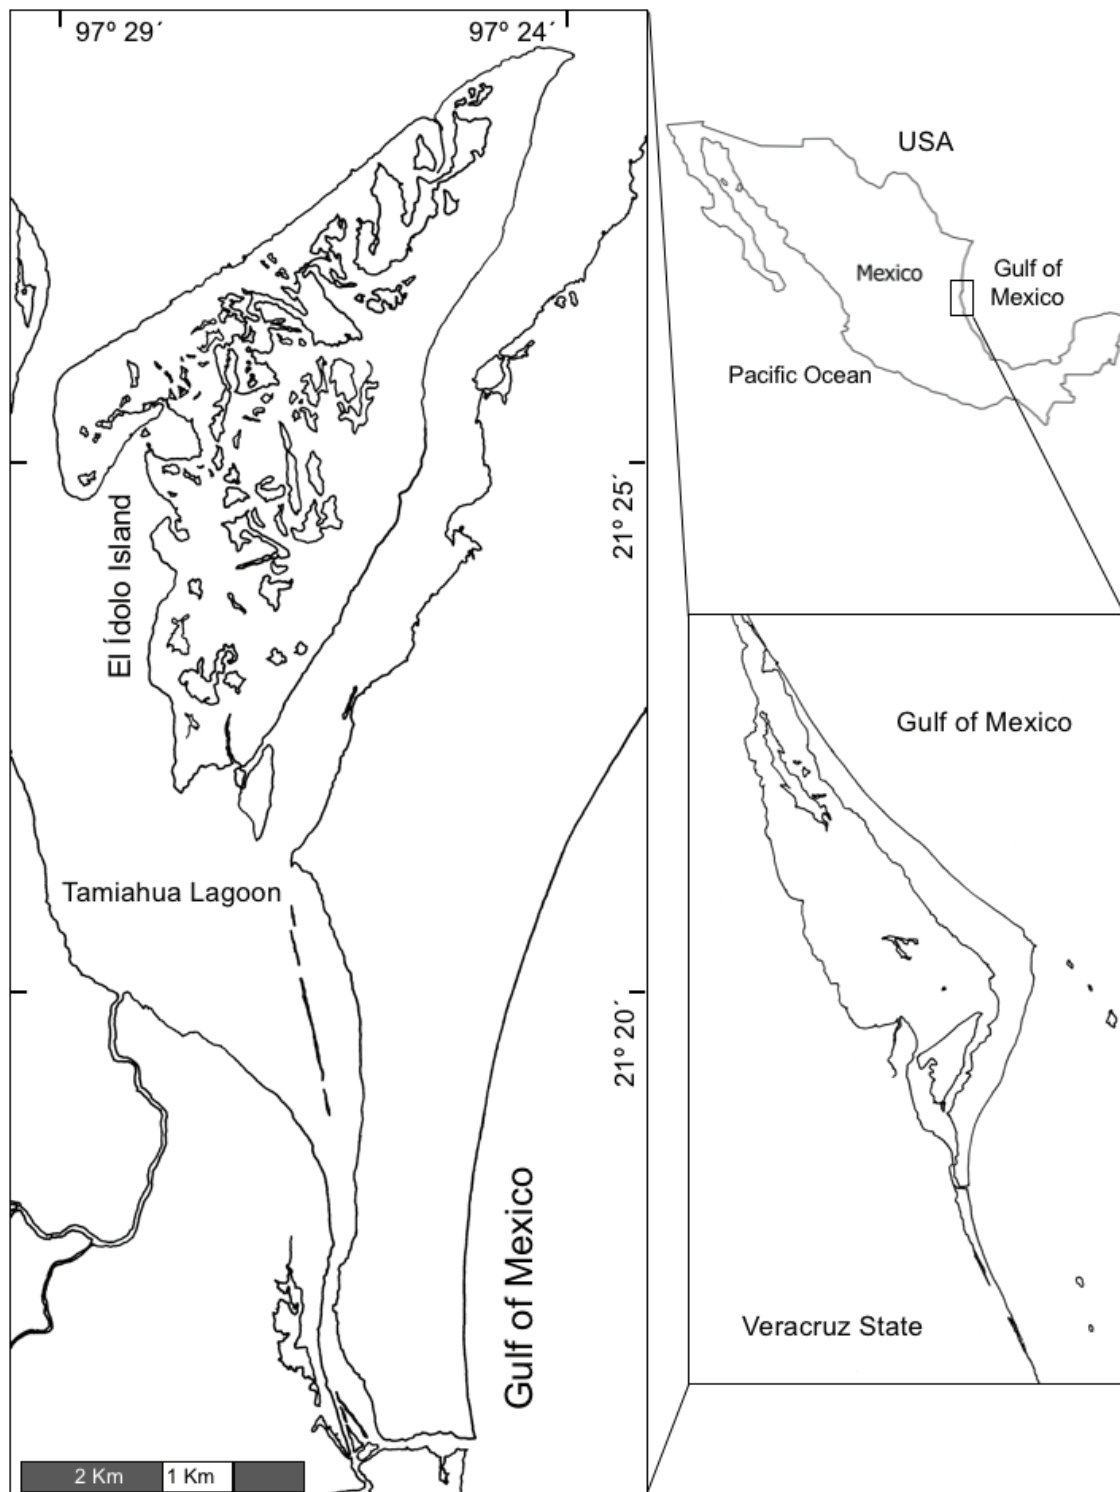 97º 29´
97º 24´
USA
Mexico
Gulf of
Mexico
Pacific Ocean
21º 25´
El Ídolo Island
Gulf of Mexico
Tamiahua Lagoon
21º 20´
Gulf of Mexico
Veracruz State
2 Km
1 Km